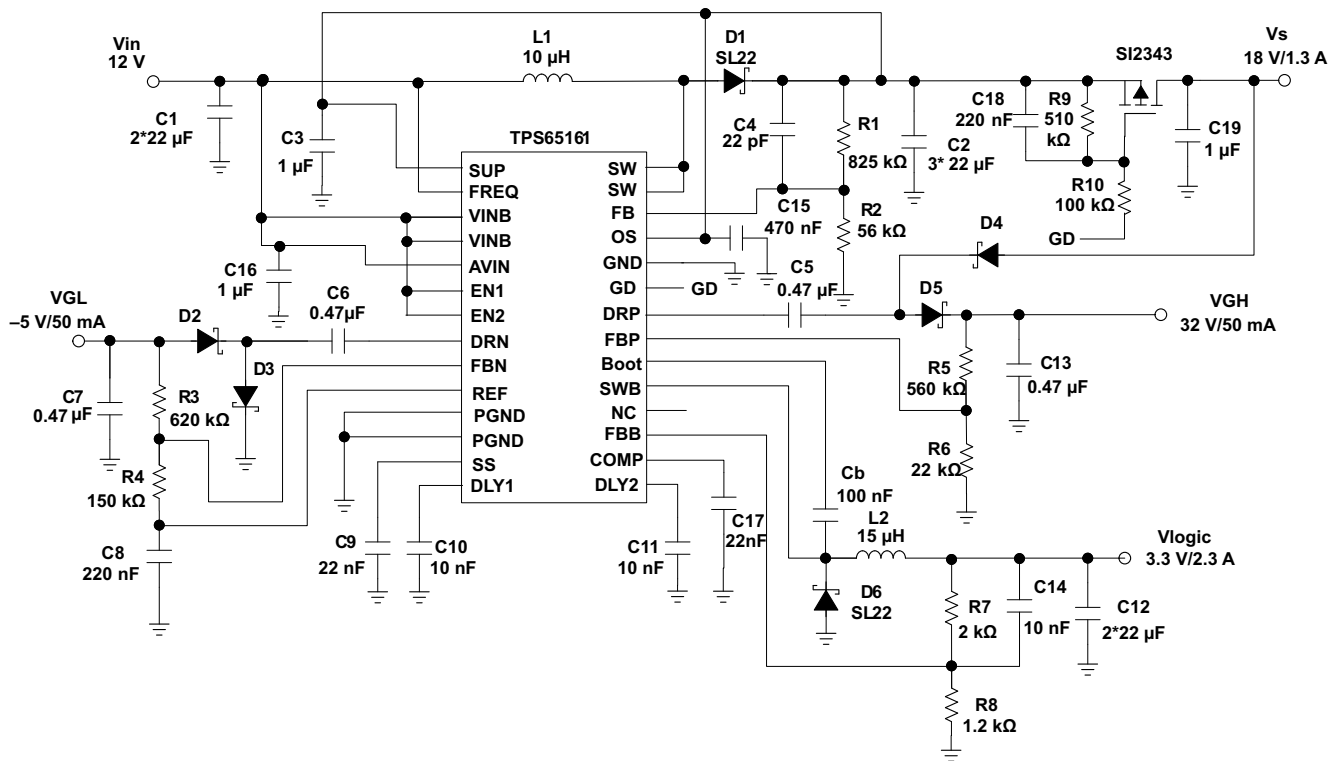 Vin
12 V
L1
10 µH
D1
SL22
SI2343
Vs
18 V/1.3 A
C1
2*22 µF
C3
1 µF
C4
22 pF
R1
825 kΩ
C2
3* 22 µF
C18
220 nF
R9
510
kΩ
C19
1 µF
TPS65161
SUP
FREQ
VINB
VINB
AVIN
EN1
EN2
DRN
FBN
REF
PGND
PGND
SS
DLY1
SW
SW
FB
OS
GND
GD
DRP
FBP
Boot
SWB
NC
FBB
COMP
DLY2
C15
470 nF
R2
56 kΩ
R10
100 kΩ
GD
GD
D4
C16
1 µF
C5
0.47 µF
D5
VGH
32 V/50 mA
VGL
–5 V/50 mA
D2
C6
0.47µF
D3
C7
0.47 µF
R3
620 kΩ
R5
560 kΩ
C13
0.47 µF
R6
22 kΩ
R4
150 kΩ
C8
220 nF
C9
22 nF
C10
10 nF
C11
10 nF
C17
22nF
Cb
100 nF
L2
15 µH
Vlogic
3.3 V/2.3 A
D6
SL22
R7
2 kΩ
C14
10 nF
C12
2*22 µF
R8
1.2 kΩ